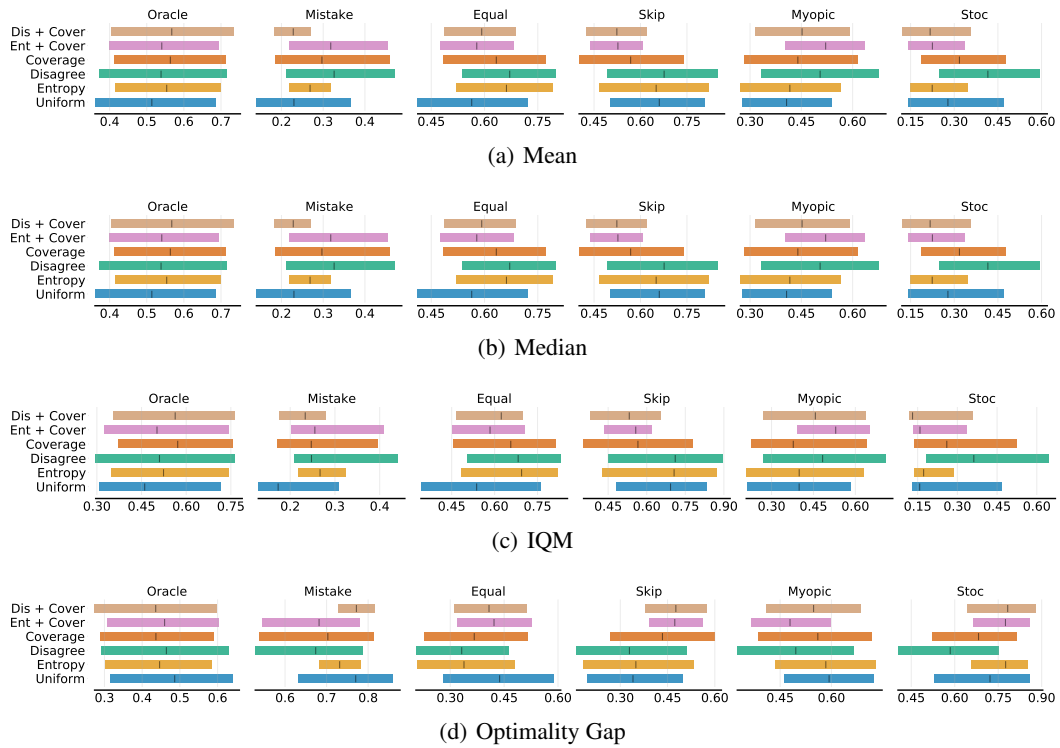 Oracle Mistake Equal Skip Myopic Stoc
Dis + Cover
Ent + Cover
Coverage
Disagree
Entropy
Uniform
0.4 0.5 0.6 0.7 0.2 0.3 0.4 0.45 0.60 0.75 0.45 0.60 0.75 0.30 0.45 0.60 0.15 0.30 0.45 0.60
(a) Mean
Oracle Mistake Equal Skip Myopic Stoc
Dis + Cover
Ent + Cover
Coverage
Disagree
Entropy
Uniform
0.4 0.5 0.6 0.7 0.2 0.3 0.4 0.45 0.60 0.75 0.45 0.60 0.75 0.30 0.45 0.60 0.15 0.30 0.45 0.60
(b) Median
Oracle Mistake Equal Skip Myopic Stoc
Dis + Cover
Ent + Cover
Coverage
Disagree
Entropy
Uniform
0.30 0.45 0.60 0.75 0.2 0.3 0.4 0.45 0.60 0.75 0.45 0.60 0.75 0.90 0.30 0.45 0.60 0.15 0.30 0.45 0.60
(c) IQM
Oracle Mistake Equal Skip Myopic Stoc
Dis + Cover
Ent + Cover
Coverage
Disagree
Entropy
Uniform
0.3 0.4 0.5 0.6 0.6 0.7 0.8 0.30 0.45 0.60 0.30 0.45 0.60 0.45 0.60 0.75 0.45 0.60 0.75 0.90
(d) Optimality Gap